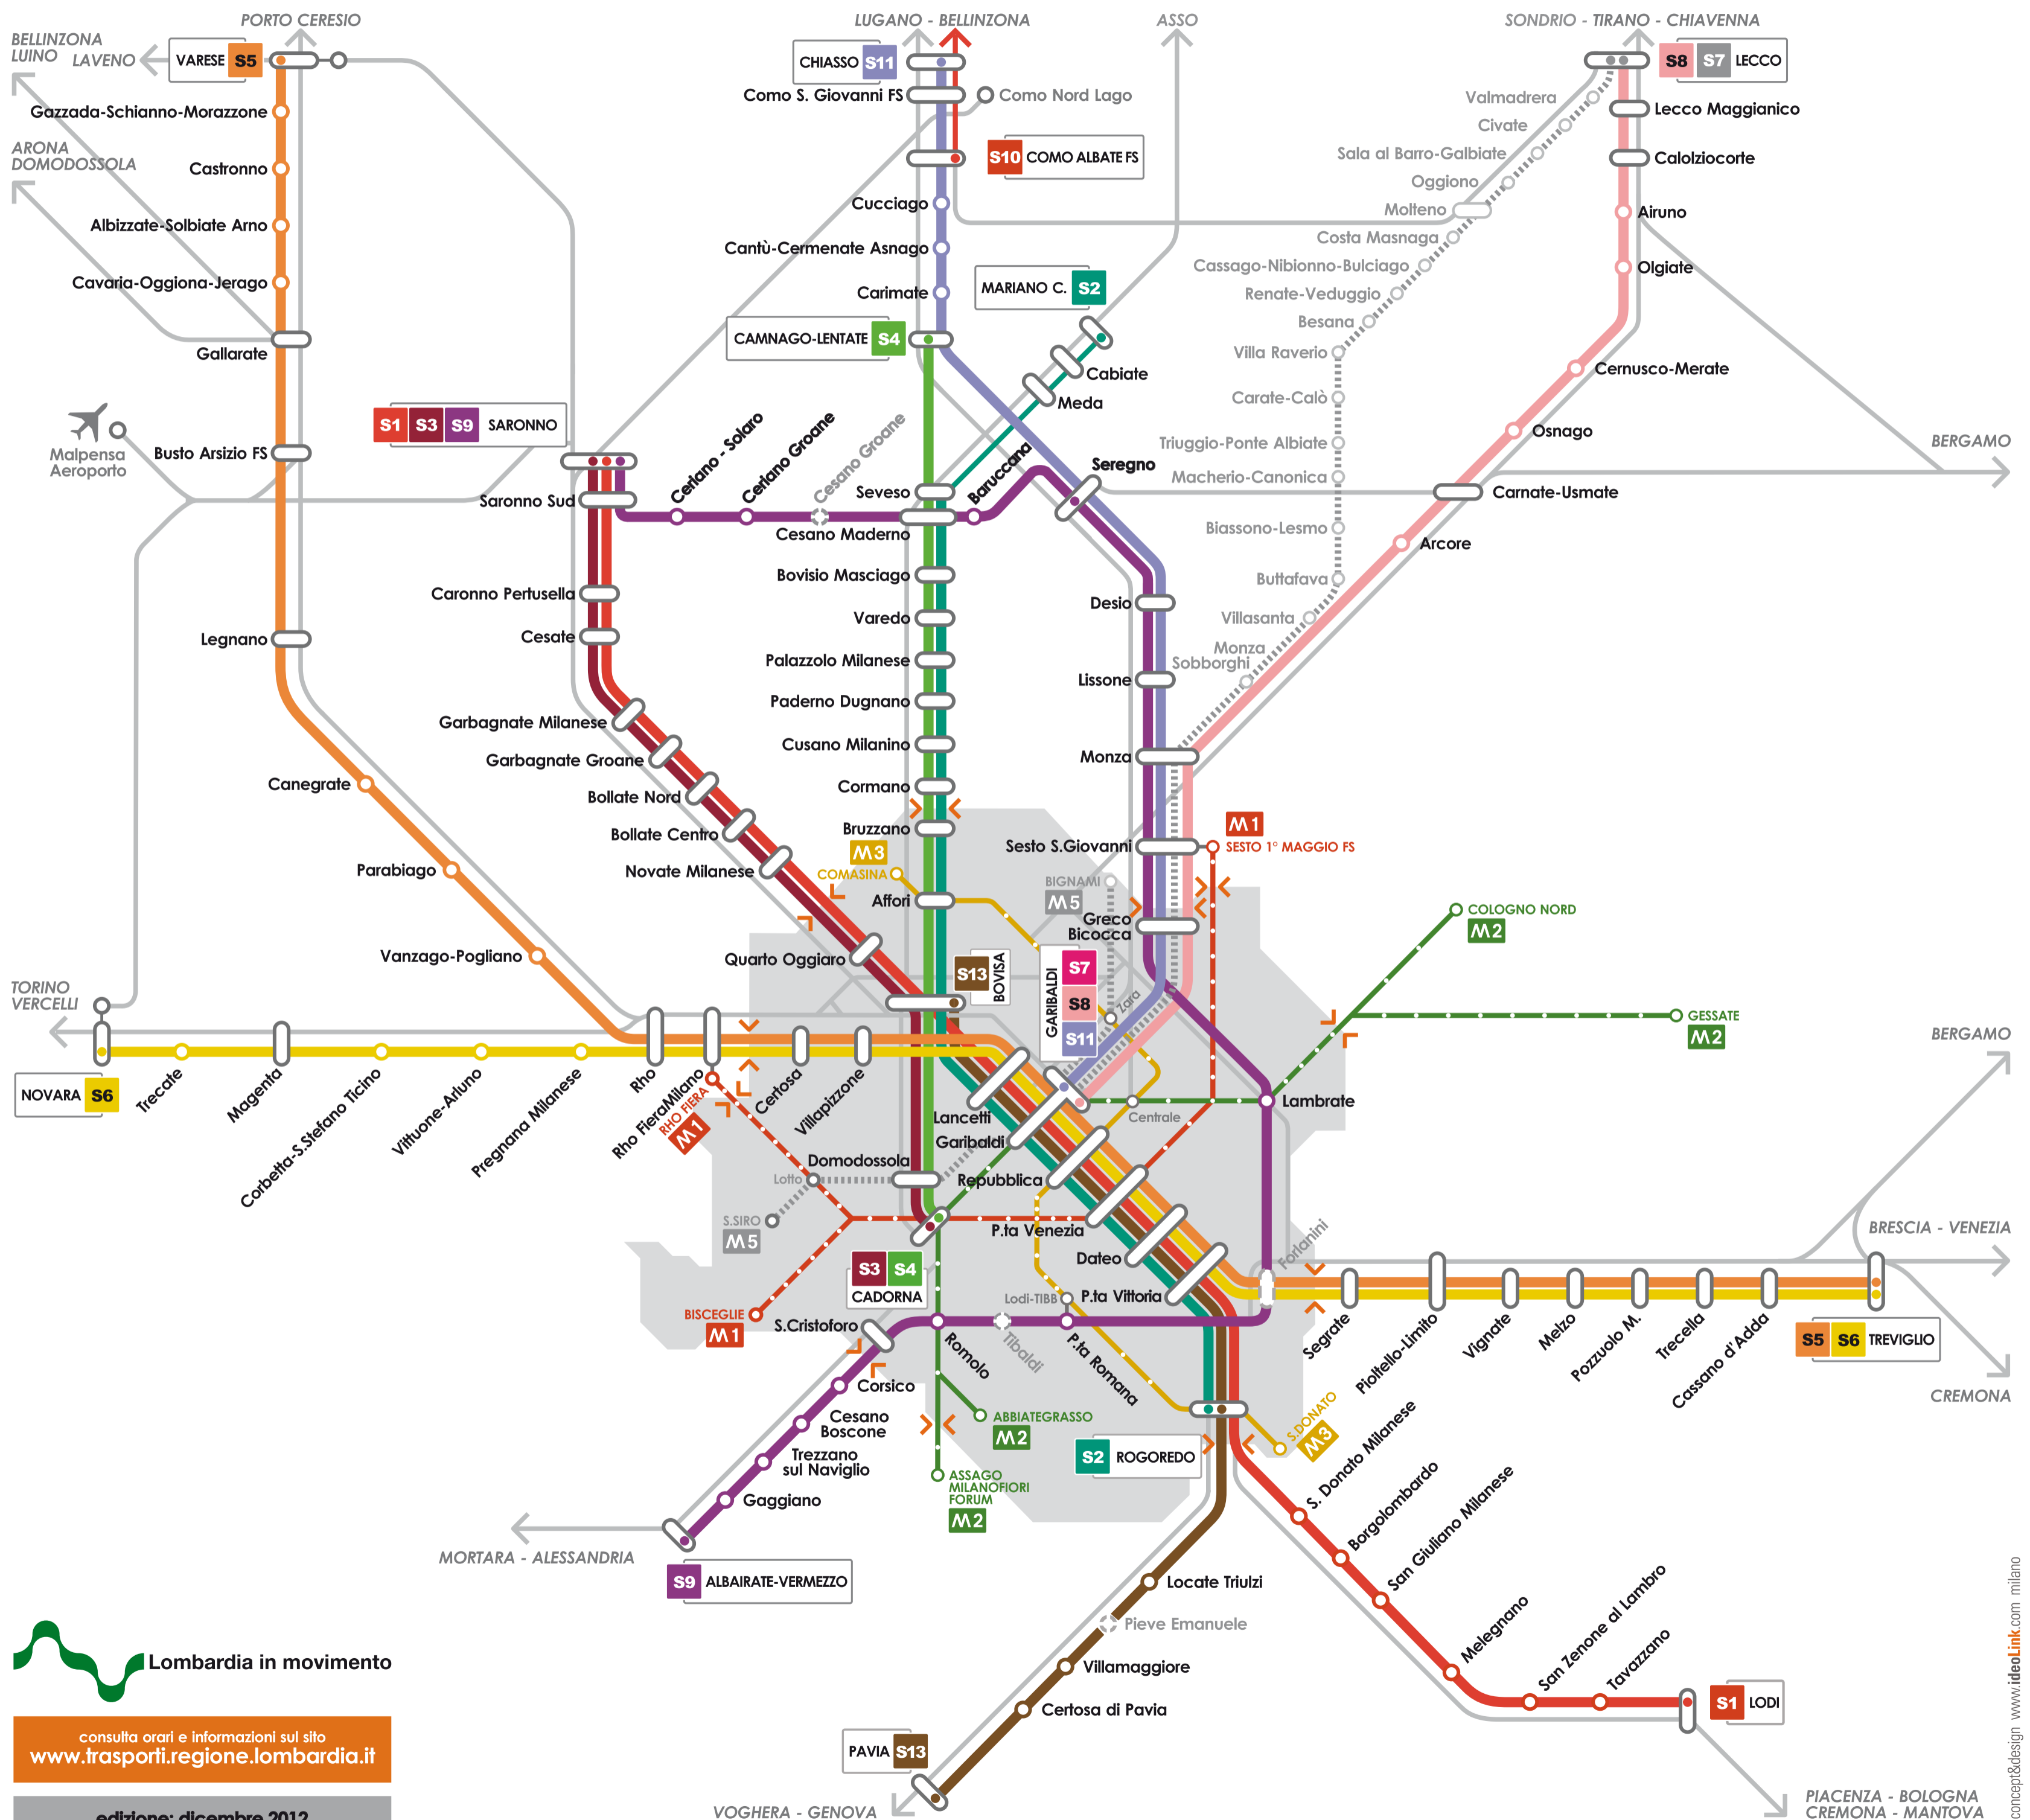 PORTO CERESIO
LUGANO - BELLINZONA
ASSO
SONDRIO - TIRANO - CHIAVENNA
BELLINZONA
LUINO
LAVENO
VARESE S5
CHIASSO S11
S8 S7 LECCO
Gazzada-Schianno-Morazzone
Como S. Giovanni FS
Como Nord Lago
Valmadrera
Lecco Maggianico
Civate
ARONA
DOMODOSSOLA
Castronno
S10 COMO ALBATE FS
Sala al Barro-Galbiate
Calolziocorte
Oggiono
Cucciago
Molteno
Airuno
Albizzate-Solbiate Arno
Cantù-Cermenate Asnago
Costa Masnaga
Cassago-Nibionno-Bulciago
Olgiate
Cavaria-Oggiona-Jerago
Carimate
MARIANO C. S2
Renate-Veduggio
Besana
CAMNAGO-LENTATE S4
Gallarate
Villa Raverio
Cabiate
Cernusco-Merate
Meda
Carate-Calò
S1 S3 S9 SARONNO
Osnago
Malpensa
Aeroporto
Busto Arsizio FS
Ceriano - Solaro
Ceriano Groane
Cesano Groane
Baruccana
Seregno
Triuggio-Ponte Albiate
BERGAMO
Macherio-Canonica
Saronno Sud
Seveso
Carnate-Usmate
Cesano Maderno
Biassono-Lesmo
Arcore
Bovisio Masciago
Buttafava
Caronno Pertusella
Desio
Varedo
Villasanta
Legnano
Cesate
Monza
Sobborghi
Palazzolo Milanese
Lissone
Paderno Dugnano
Garbagnate Milanese
Cusano Milanino
Garbagnate Groane
Monza
Canegrate
Cormano
Bollate Nord
Bruzzano
Bollate Centro
M1
SESTO 1° MAGGIO FS
Sesto S.Giovanni
M3
COMASINA
Parabiago
Novate Milanese
BIGNAMI
M5
Affori
COLOGNO NORD
M2
Greco
Bicocca
Vanzago-Pogliano
Quarto Oggiaro
S13 BOVISA
GARIBALDI
S7
S8
S11
Zara
TORINO
VERCELLI
GESSATE
M2
BERGAMO
NOVARA S6
Trecate
Magenta
Corbetta-S.Stefano Ticino
Vittuone-Arluno
Pregnana Milanese
Rho
Rho FieraMilano
RHO FIERA
M1
Certosa
Villapizzone
Lancetti
Garibaldi
Centrale
Lambrate
Domodossola
Lotto
Repubblica
S.SIRO
M5
P.ta Venezia
Dateo
Forlanini
BRESCIA - VENEZIA
S3 S4
CADORNA
Lodi-TIBB
P.ta Vittoria
BISCEGLIE
M1
S.Cristoforo
Romolo
Tibaldi
P.ta Romana
Segrate
Pioltello-Limito
Vignate
Melzo
Pozzuolo M.
Trecella
Cassano d'Adda
S5 S6 TREVIGLIO
CREMONA
Corsico
ABBIATEGRASSO
M2
Cesano
Boscone
S.DONATO
M3
Trezzano
sul Naviglio
S2 ROGOREDO
ASSAGO
MILANOFIORI
FORUM
M2
Gaggiano
S. Donato Milanese
Borgolombardo
San Giuliano Milanese
MORTARA - ALESSANDRIA
S9 ALBAIRATE-VERMEZZO
Locate Triulzi
Pieve Emanuele
Melegnano
San Zenone al Lambro
Tavazzano
Villamaggiore
Lombardia in movimento
Certosa di Pavia
S1 LODI
consulta orari e informazioni sul sito
www.trasporti.regione.lombardia.it
PAVIA S13
edizione: dicembre 2012
VOGHERA - GENOVA
PIACENZA - BOLOGNA
CREMONA - MANTOVA
concept&design www.ideoLink.com milano